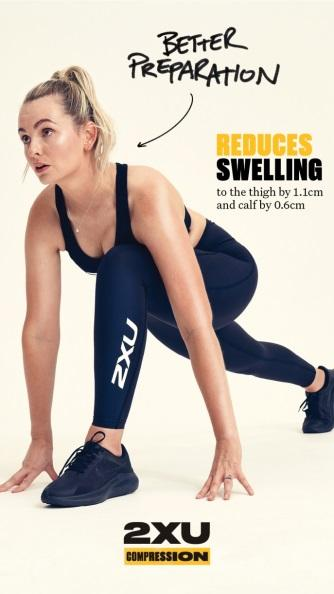 BETTER
PREPARATION
REDUCES
SWELLING
to the thigh by 1.1cm
and calf by 0.6cm
2XU
2XU
COMPRESSION